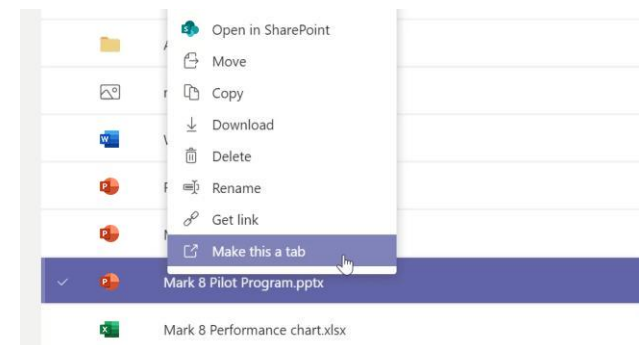 Open in SharePoint
Move
Copy
Download
Delete
Rename
Get link
Make this a tab
Mark 8 Pilot Program.pptx
Mark 8 Performance chart.xlsx